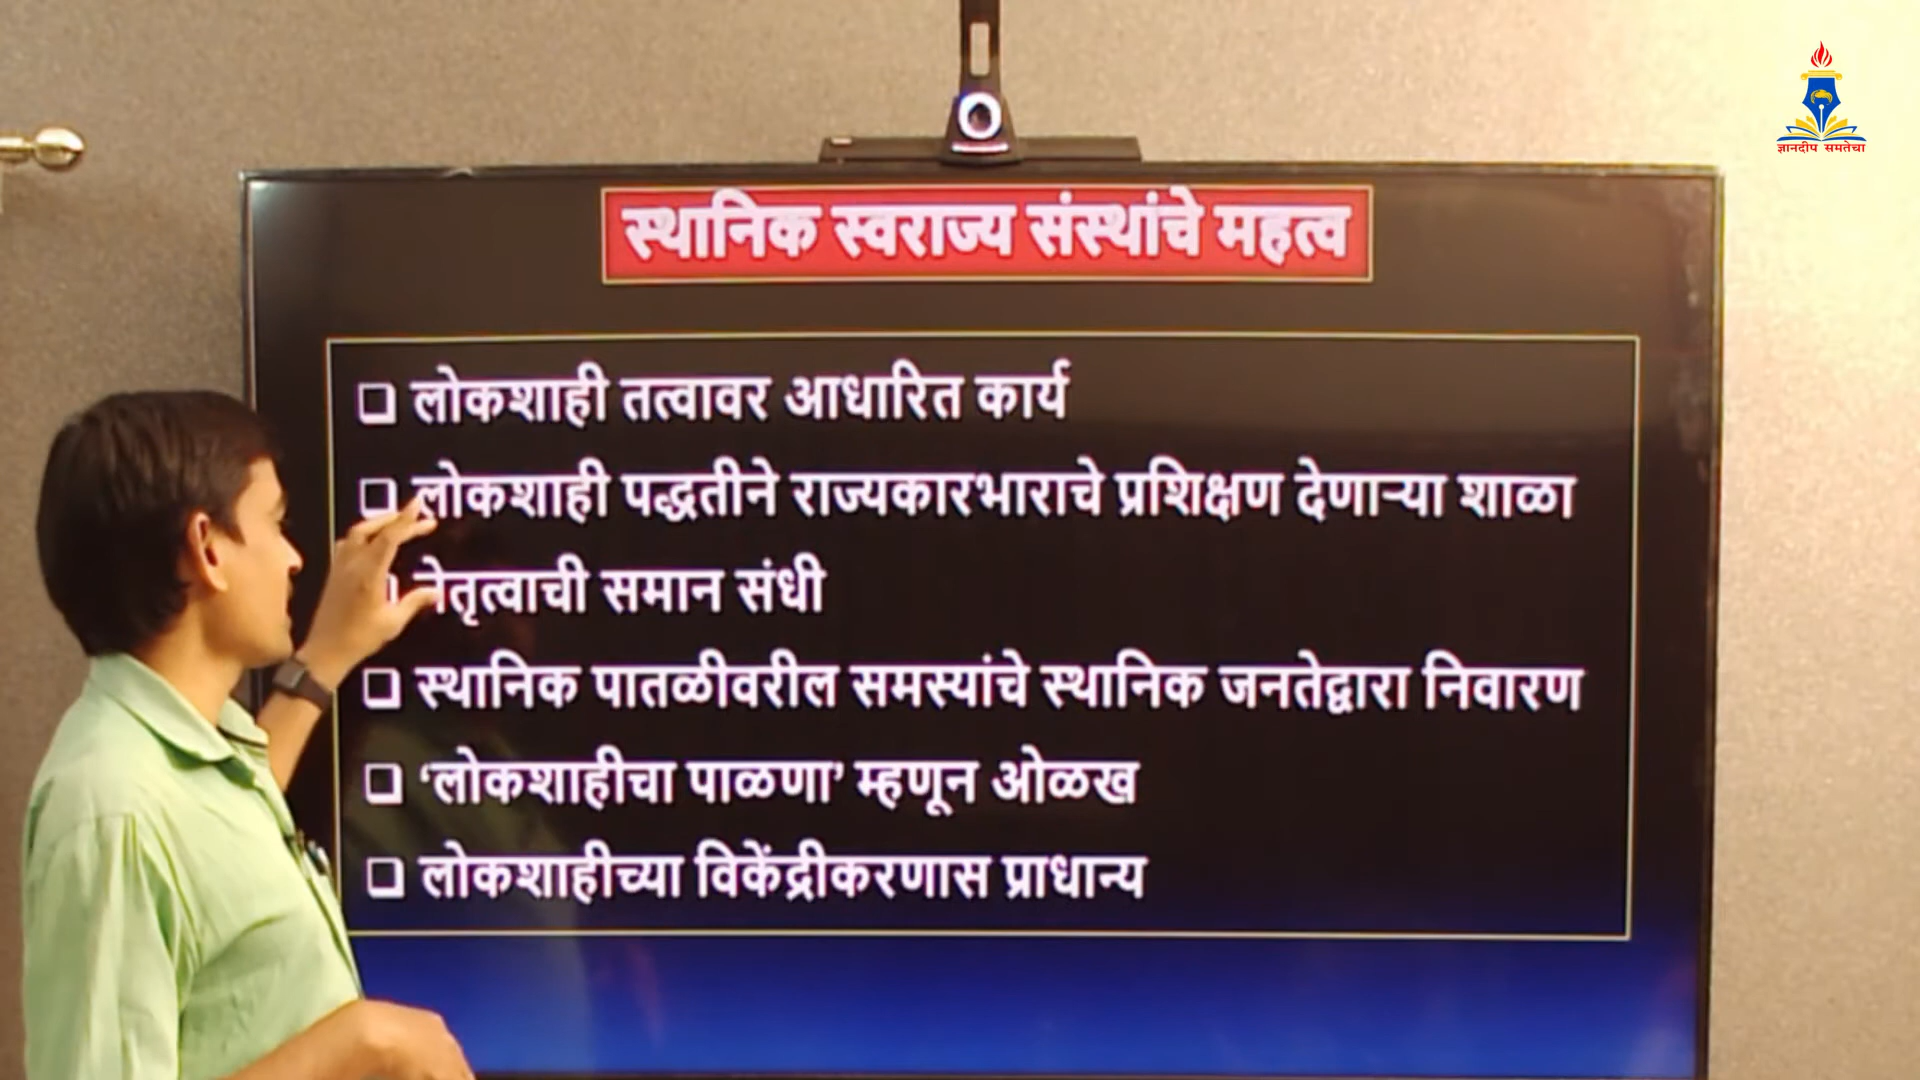 ज्ञानदीप समतेचा
स्थानिक स्वराज्य संस्थांचे महत्व
लोकशाही तत्वावर आधारित कार्य
लोकशाही पद्धतीने राज्यकारभाराचे प्रशिक्षण देणाऱ्या शाळा
नेतृत्वाची समान संधी
स्थानिक पातळीवरील समस्यांचे स्थानिक जनतेद्वारा निवारण
‘लोकशाहीचा पाळणा’ म्हणून ओळख
लोकशाहीच्या विकेंद्रीकरणास प्राधान्य